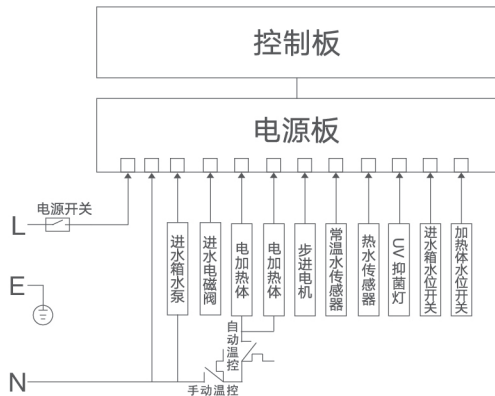 控制板
电源板
电源开关
L
进水箱水泵
进水电磁阀
电加热体
电加热体
步进电机
常温水传感器
热水传感器
UV 抑菌灯
进水箱水位开关
加热体水位开关
E
自动温控
N
手动温控